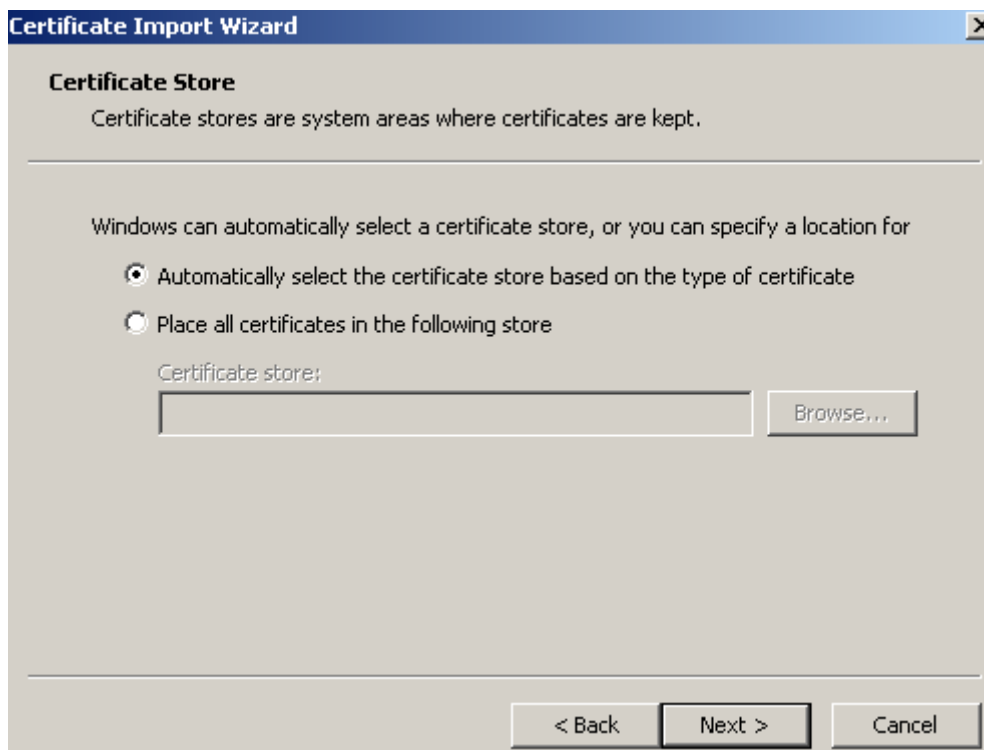 Certificate Import Wizard
Certificate Store
Certificate stores are system areas where certificates are kept.
Windows can automatically select a certificate store, or you can specify a location for
Automatically select the certificate store based on the type of certificate
Place all certificates in the following store
Certificate store:
Browse...
< Back Next > Cancel